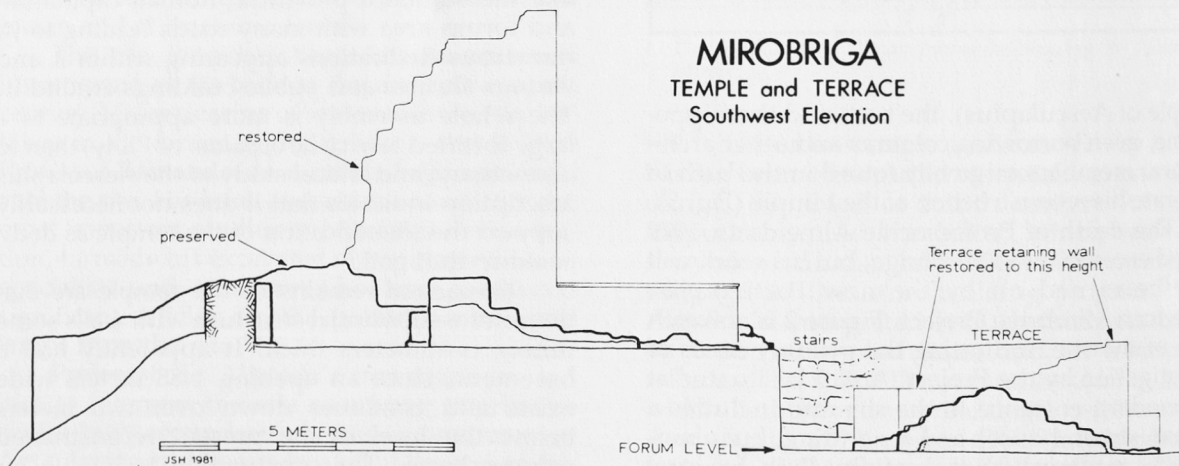 MIROBRIGA
TEMPLE and TERRACE
Southwest Elevation
restored
preserved
Terrace retaining wall
restored to this height
stairs
TERRACE
5 METERS
FORUM LEVEL
JSH 1981